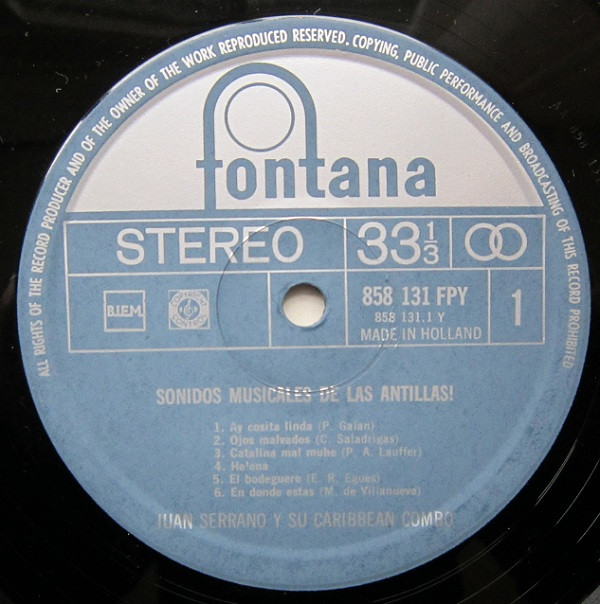 ALL RIGHTS OF THE RECORD PRODUCER AND OF THE OWNER OF THE WORK REPRODUCED RESERVED. COPYING, PUBLIC PERFORMANCE AND BROADCASTING OF THIS RECORD PROHIBITED
fontana
STEREO 33⅓
B.I.E.M.
858 131 FPY
858 131.1 Y
MADE IN HOLLAND
1
SONIDOS MUSICALES DE LAS ANTILLAS!
1. Ay cosita linda (P. Galan)
2. Ojos malvados (C. Saladrigas)
3. Catalina mal muhe (P. A. Lauffer)
4. Helena
5. El bodeguero (E. R. Egues)
6. En donde estas (M. de Villanueva)
JUAN SERRANO Y SU CARIBBEAN COMBO